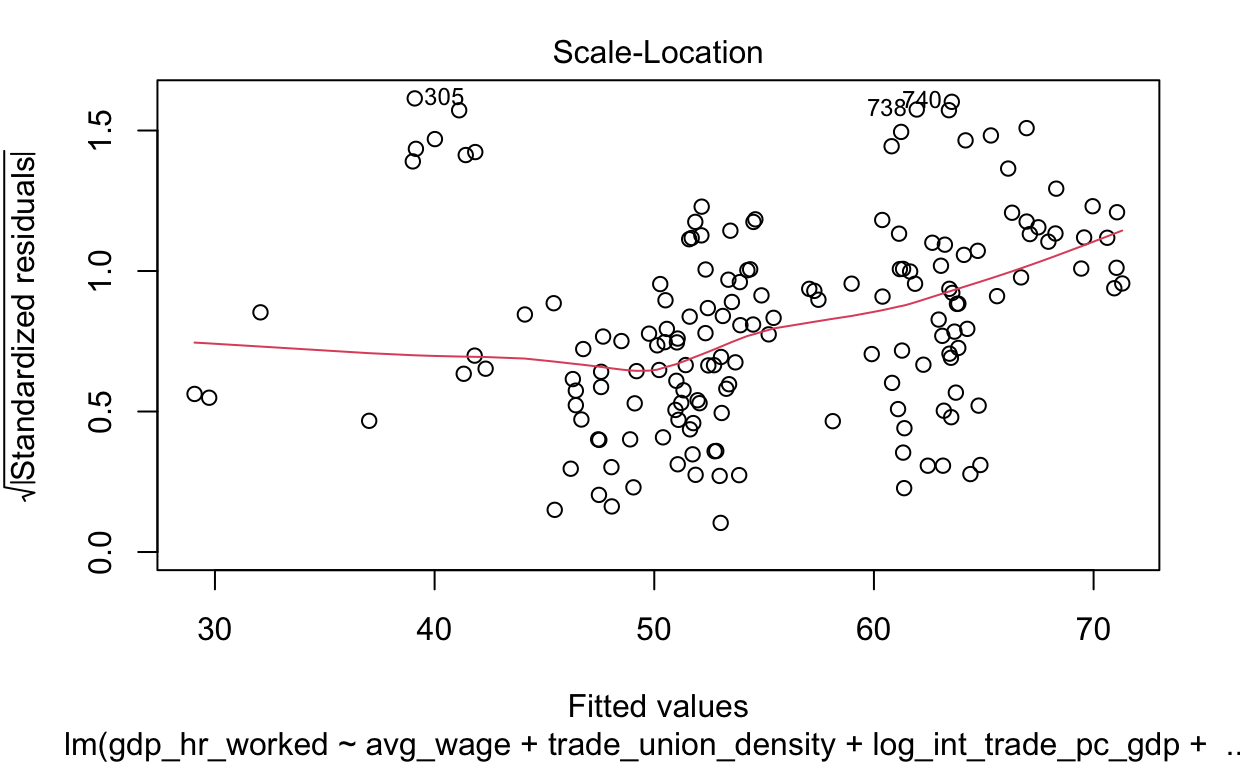 Scale-Location
√|Standardized residuals|
1.5
1.0
0.5
0.0
305
738
740
30 40 50 60 70
Fitted values
lm(gdp_hr_worked ~ avg_wage + trade_union_density + log_int_trade_pc_gdp + ..